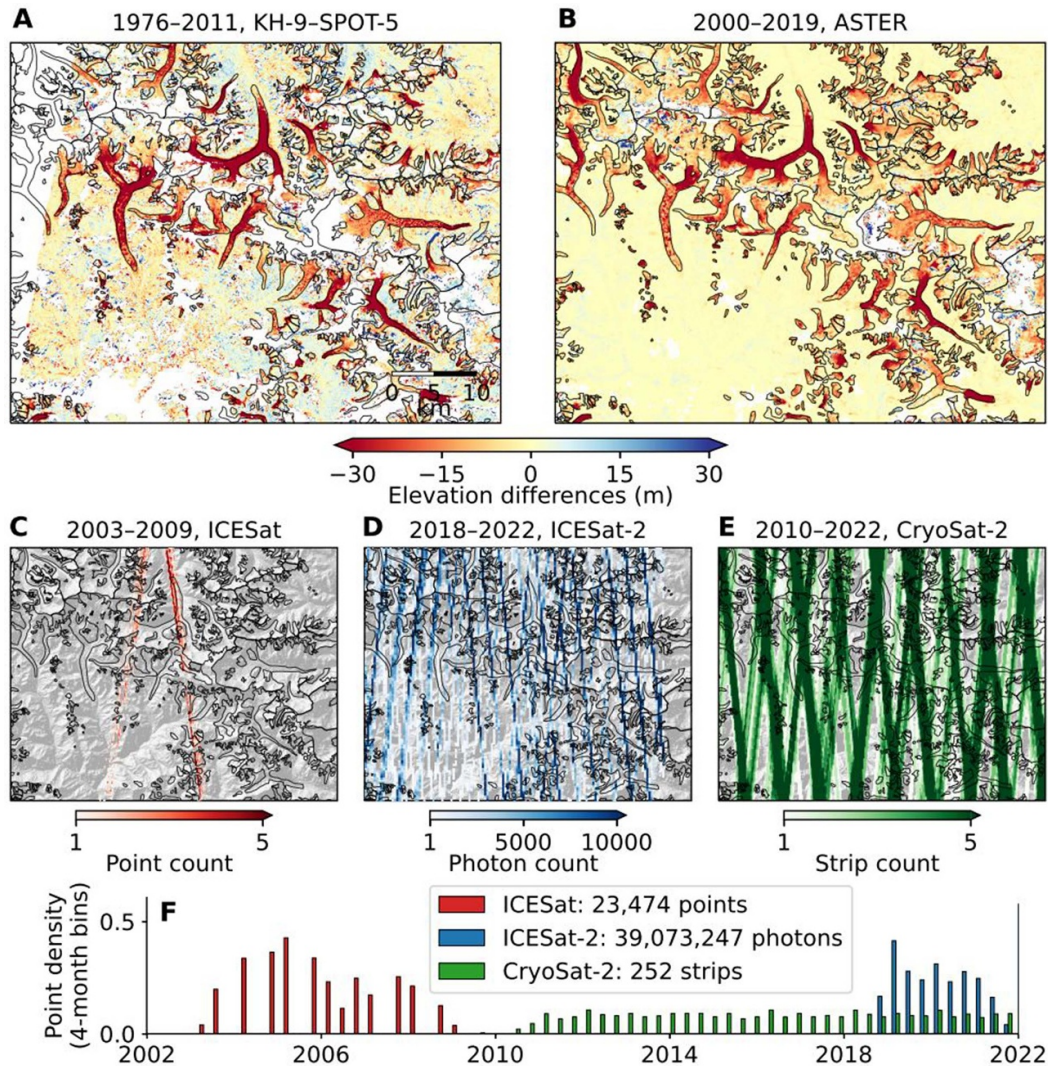 A 1976–2011, KH-9–SPOT-5
B 2000–2019, ASTER
0 5 10
km
−30 −15 0 15 30
Elevation differences (m)
C 2003–2009, ICESat
D 2018–2022, ICESat-2
E 2010–2022, CryoSat-2
1 5
Point count
1 5000 10000
Photon count
1 5
Strip count
F
Point density
(4-month bins)
0.5
0.0
ICESat: 23,474 points
ICESat-2: 39,073,247 photons
CryoSat-2: 252 strips
2002 2006 2010 2014 2018 2022